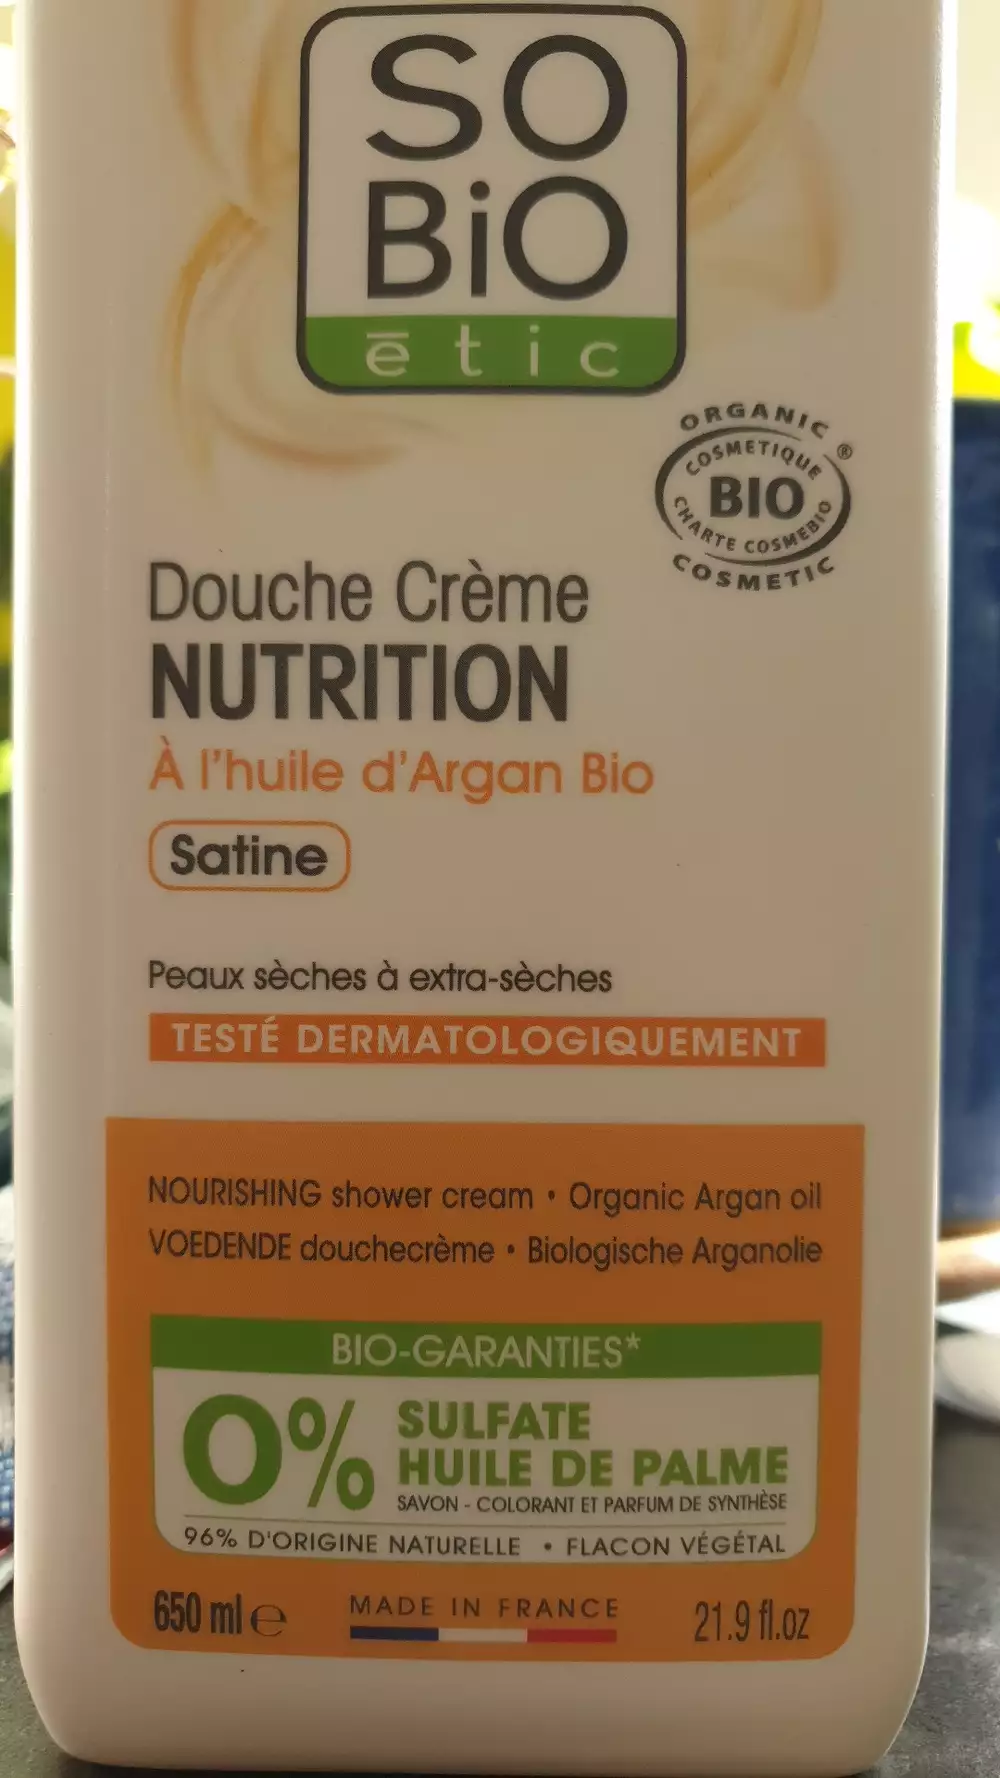 SO
BiO
ētic
ORGANIC ®
COSMETIQUE
BIO
CHARTE COSMEBIO
COSMETIC
Douche Crème
NUTRITION
À l'huile d'Argan Bio
Satine
Peaux sèches à extra-sèches
TESTÉ DERMATOLOGIQUEMENT
NOURISHING shower cream • Organic Argan oil
VOEDENDE douchecrème • Biologische Arganolie
BIO-GARANTIES*
0% SULFATE
HUILE DE PALME
SAVON - COLORANT ET PARFUM DE SYNTHÈSE
96% D'ORIGINE NATURELLE • FLACON VÉGÉTAL
650 ml e MADE IN FRANCE 21.9 fl.oz